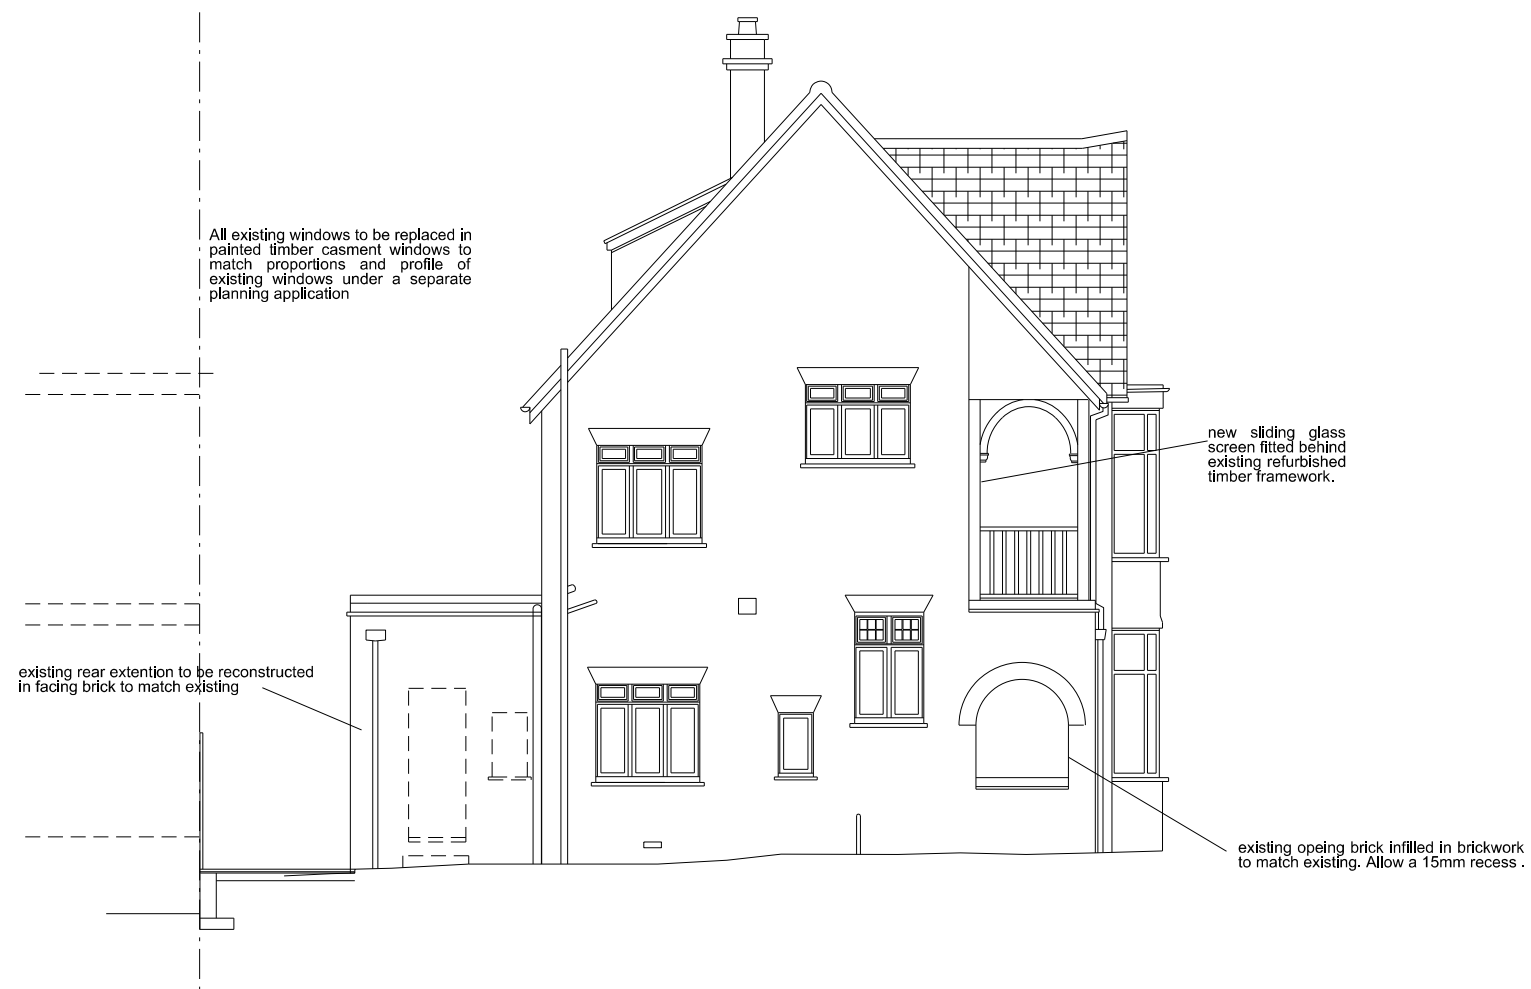 All existing windows to be replaced in
painted timber casment windows to
match proportions and profile of
existing windows under a separate
planning application
new sliding glass
screen fitted behind
existing refurbished
timber framework.
existing rear extention to be reconstructed
in facing brick to match existing
existing opeing brick infilled in brickwork
to match existing. Allow a 15mm recess .